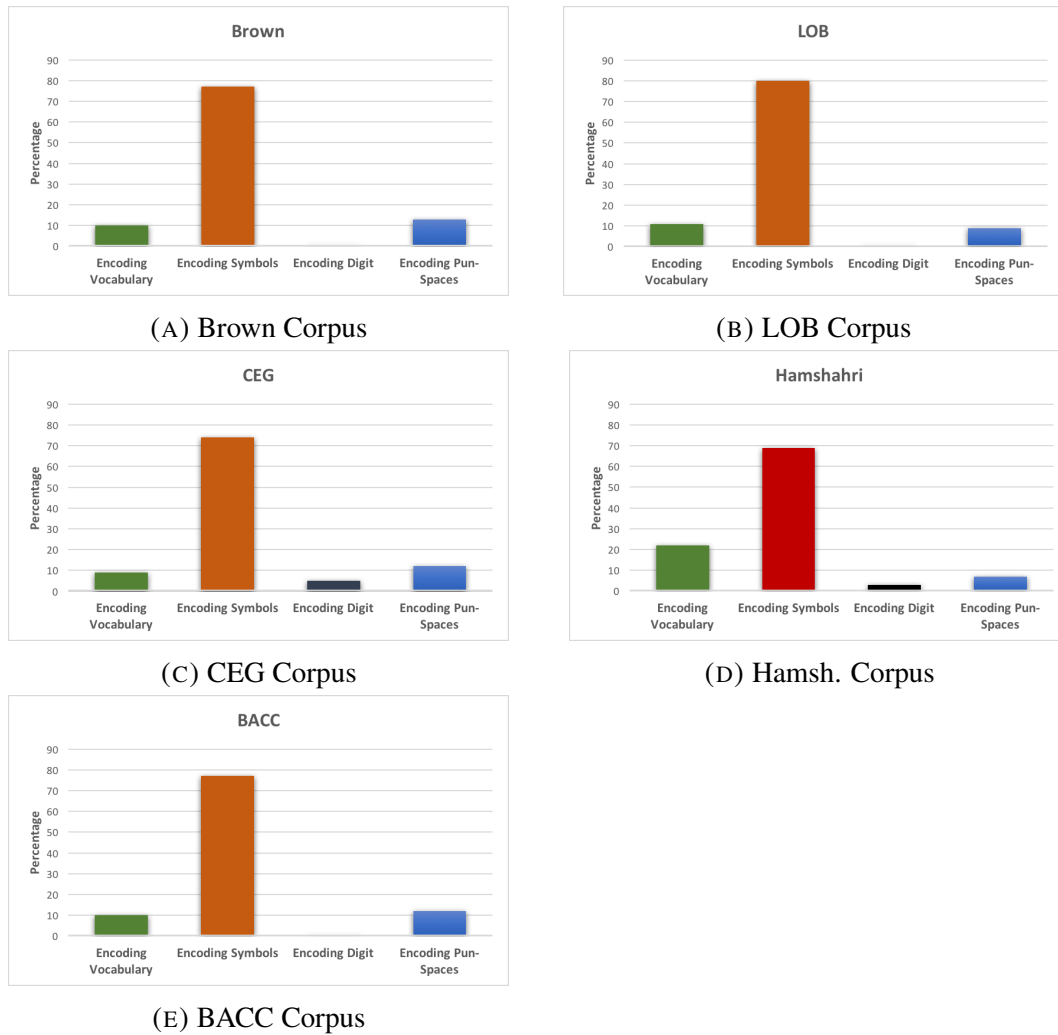 Brown
Percentage
90
80
70
60
50
40
30
20
10
0
Encoding Vocabulary
Encoding Symbols
Encoding Digit
Encoding Pun-Spaces
(A) Brown Corpus
LOB
Percentage
90
80
70
60
50
40
30
20
10
0
Encoding Vocabulary
Encoding Symbols
Encoding Digit
Encoding Pun-Spaces
(B) LOB Corpus
CEG
Percentage
90
80
70
60
50
40
30
20
10
0
Encoding Vocabulary
Encoding Symbols
Encoding Digit
Encoding Pun-Spaces
(C) CEG Corpus
Hamshahri
Percentage
90
80
70
60
50
40
30
20
10
0
Encoding Vocabulary
Encoding Symbols
Encoding Digit
Encoding Pun-Spaces
(D) Hamsh. Corpus
BACC
Percentage
90
80
70
60
50
40
30
20
10
0
Encoding Vocabulary
Encoding Symbols
Encoding Digit
Encoding Pun-Spaces
(E) BACC Corpus